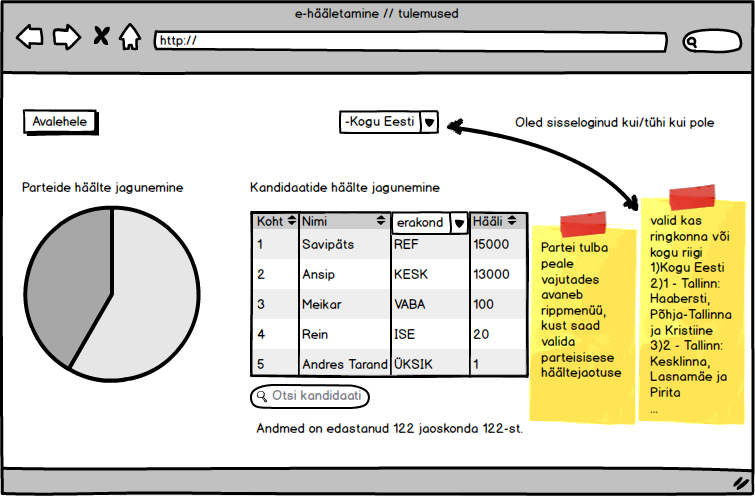 e-hääletamine // tulemused
http://
Avalehele
-Kogu Eesti
Oled sisseloginud kui/tühi kui pole
Parteide häälte jagunemine
Kandidaatide häälte jagunemine
Koht Nimi erakond Hääli
1 Savipäts REF 15000
2 Ansip KESK 13000
3 Meikar VABA 100
4 Rein ISE 20
5 Andres Tarand ÜKSIK 1
Otsi kandidaati
Andmed on edastanud 122 jaoskonda 122-st.
Partei tulba
peale
vajutades
avaneb
rippmenüü,
kust saad
valida
parteisisese
häältejaotuse
valid kas
ringkonna või
kogu riigi
1)Kogu Eesti
2)1 - Tallinn:
Haabersti,
Põhja-Tallinna
ja Kristiine
3)2 - Tallinn:
Kesklinna,
Lasnamäe ja
Pirita
...